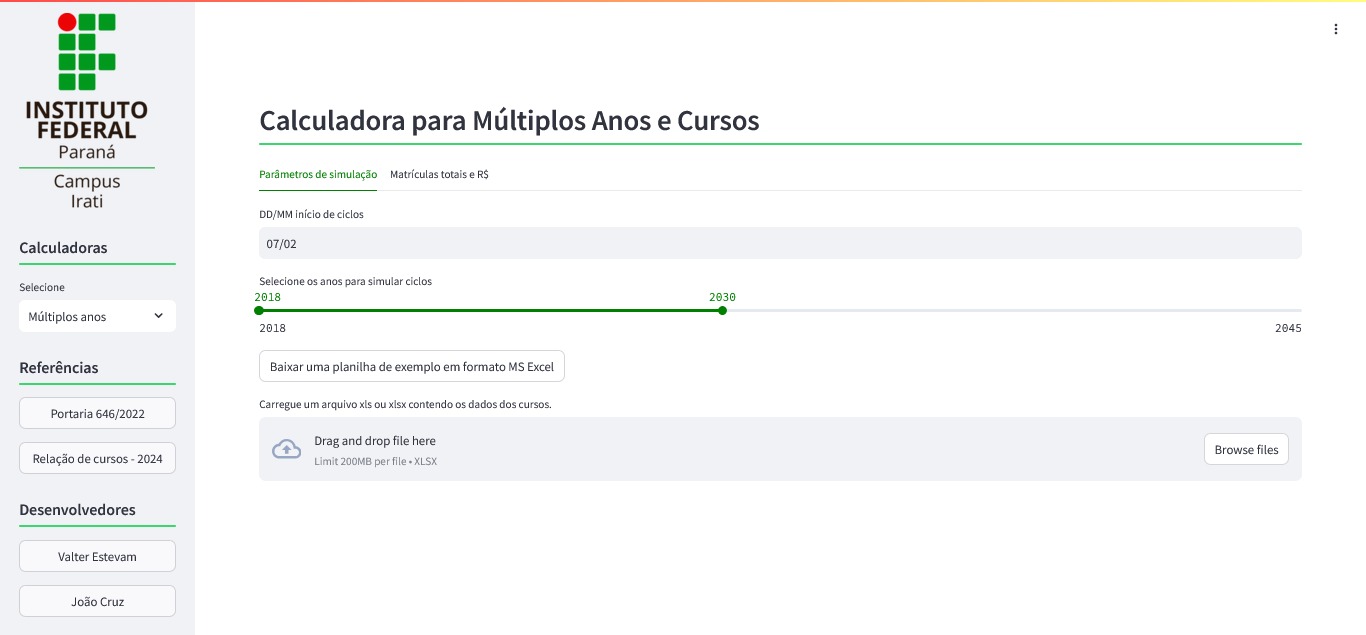 INSTITUTO
FEDERAL
Paraná
Campus
Irati
Calculadoras
Selecione
Múltiplos anos
Referências
Portaria 646/2022
Relação de cursos - 2024
Desenvolvedores
Valter Estevam
João Cruz
Calculadora para Múltiplos Anos e Cursos
Parâmetros de simulação Matrículas totais e R$
DD/MM início de ciclos
07/02
Selecione os anos para simular ciclos
2018 2030
2018 2045
Baixar uma planilha de exemplo em formato MS Excel
Carregue um arquivo xls ou xlsx contendo os dados dos cursos.
Drag and drop file here
Limit 200MB per file • XLSX
Browse files